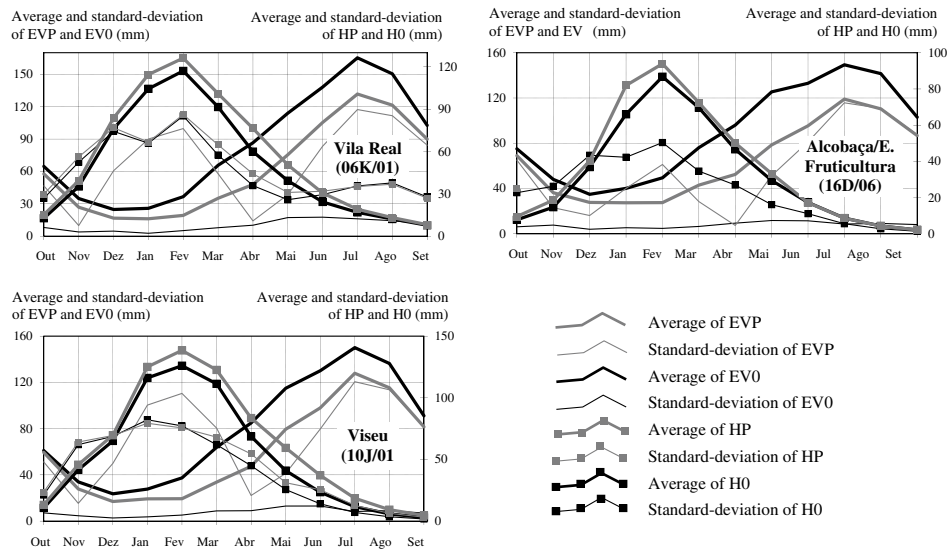 Average and standard-deviation
of EVP and EV0 (mm)
Average and standard-deviation
of HP and H0 (mm)
150
120
90
60
30
0
120
90
60
30
0
Vila Real
(06K/01)
Out Nov Dez Jan Fev Mar Abr Mai Jun Jul Ago Set
Average and standard-deviation
of EVP and EV (mm)
Average and standard-deviation
of HP and H0 (mm)
160
120
80
40
0
100
80
60
40
20
0
Alcobaça/E.
Fruticultura
(16D/06)
Out Nov Dez Jan Fev Mar Abr Mai Jun Jul Ago Set
Average and standard-deviation
of EVP and EV0 (mm)
Average and standard-deviation
of HP and H0 (mm)
160
120
80
40
0
150
100
50
0
Viseu
(10J/01
Out Nov Dez Jan Fev Mar Abr Mai Jun Jul Ago Set
Average of EVP
Standard-deviation of EVP
Average of EV0
Standard-deviation of EV0
Average of HP
Standard-deviation of HP
Average of H0
Standard-deviation of H0